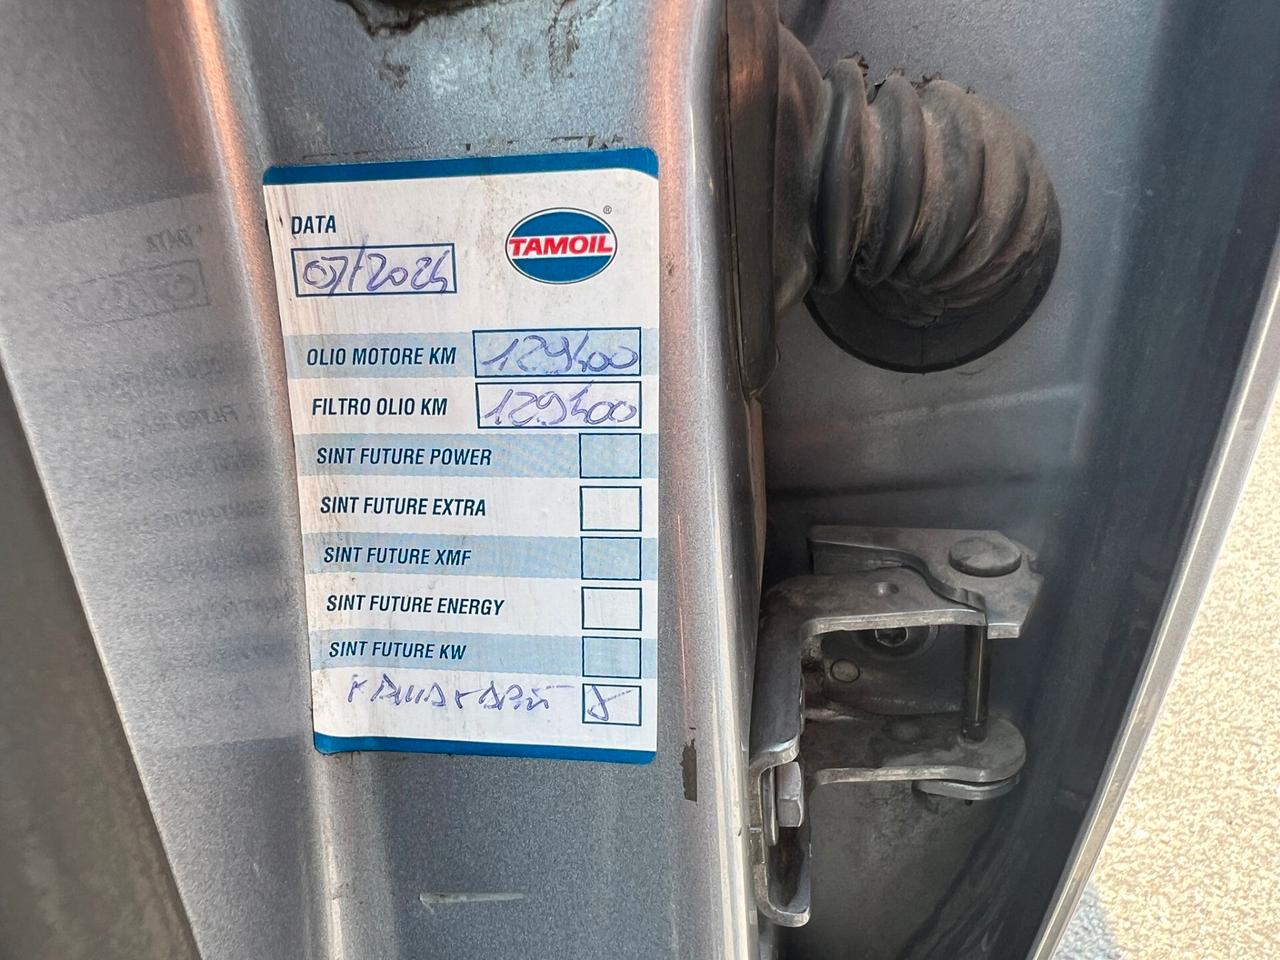 DATA
TAMOIL®
07/2024
OLIO MOTORE KM 129400
FILTRO OLIO KM 129400
SINT FUTURE POWER
SINT FUTURE EXTRA
SINT FUTURE XMF
SINT FUTURE ENERGY
SINT FUTURE KW